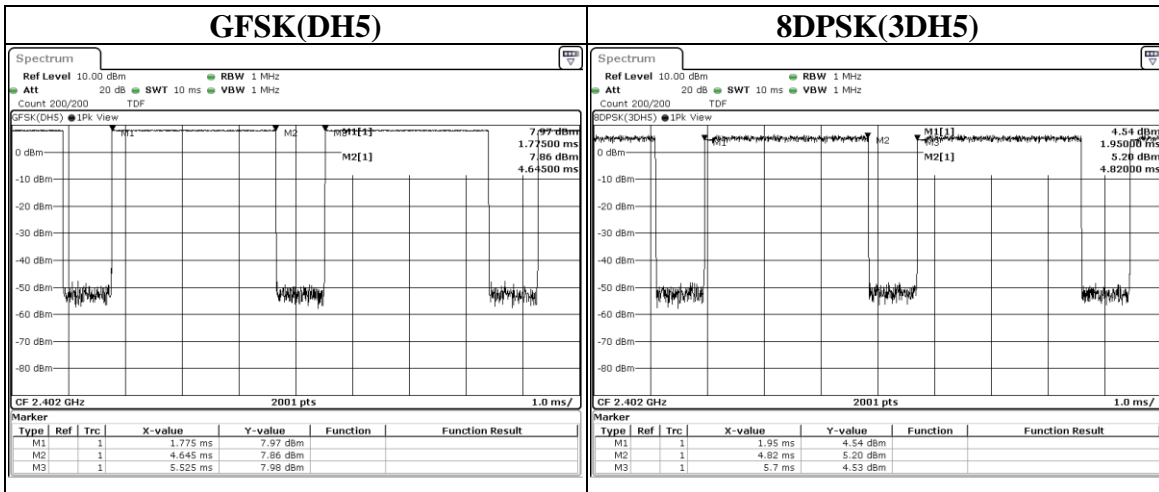 GFSK(DH5)
Spectrum
Ref Level 10.00 dBm RBW 1 MHz
Att 20 dB SWT 10 ms VBW 1 MHz
Count 200/200 TDF
GFSK(DH5) 1Pk View
M1 M2 M1[1] 7.97 dBm
1.77500 ms
0 dBm
M2[1] 7.86 dBm
4.64500 ms
-10 dBm
-20 dBm
-30 dBm
-40 dBm
-50 dBm
-60 dBm
-70 dBm
-80 dBm
CF 2.402 GHz 2001 pts 1.0 ms/
Marker
Type Ref Trc X-value Y-value Function Function Result
M1 1 1.775 ms 7.97 dBm
M2 1 4.645 ms 7.86 dBm
M3 1 5.525 ms 7.98 dBm
8DPSK(3DH5)
Spectrum
Ref Level 10.00 dBm RBW 1 MHz
Att 20 dB SWT 10 ms VBW 1 MHz
Count 200/200 TDF
8DPSK(3DH5) 1Pk View
M1 M2 M3 M1[1] 4.54 dBm
1.95000 ms
0 dBm
M2[1] 5.20 dBm
4.82000 ms
-10 dBm
-20 dBm
-30 dBm
-40 dBm
-50 dBm
-60 dBm
-70 dBm
-80 dBm
CF 2.402 GHz 2001 pts 1.0 ms/
Marker
Type Ref Trc X-value Y-value Function Function Result
M1 1 1.95 ms 4.54 dBm
M2 1 4.82 ms 5.20 dBm
M3 1 5.7 ms 4.53 dBm